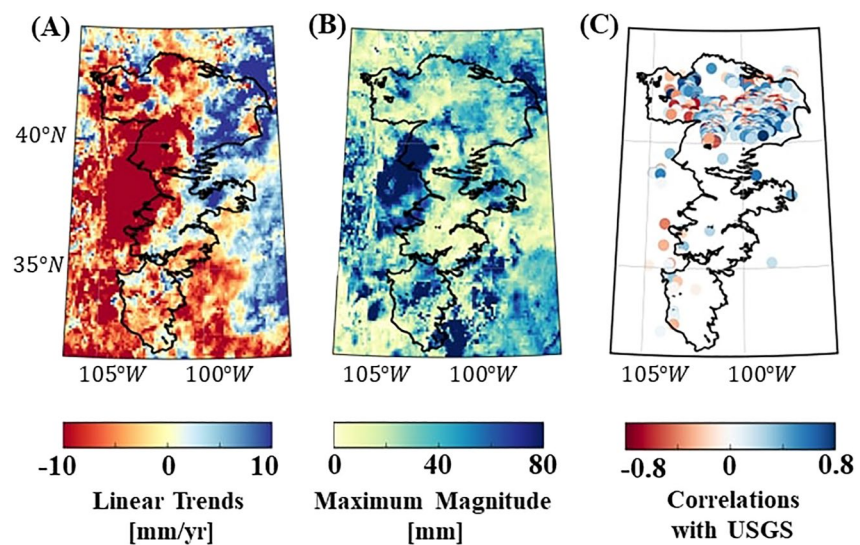 (A) (B) (C)
40°N
35°N
105°W 100°W 105°W 100°W 105°W 100°W
-10 0 10 0 40 80 -0.8 0 0.8
Linear Trends Maximum Magnitude Correlations
[mm/yr] [mm] with USGS